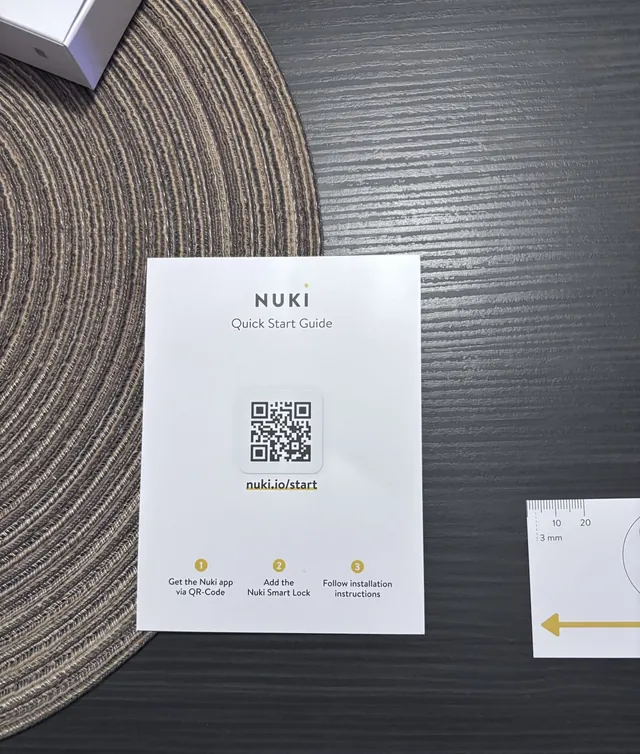 NUKI
Quick Start Guide
nuki.io/start
1
Get the Nuki app
via QR-Code
2
Add the
Nuki Smart Lock
3
Follow installation
instructions
10 20
3 mm